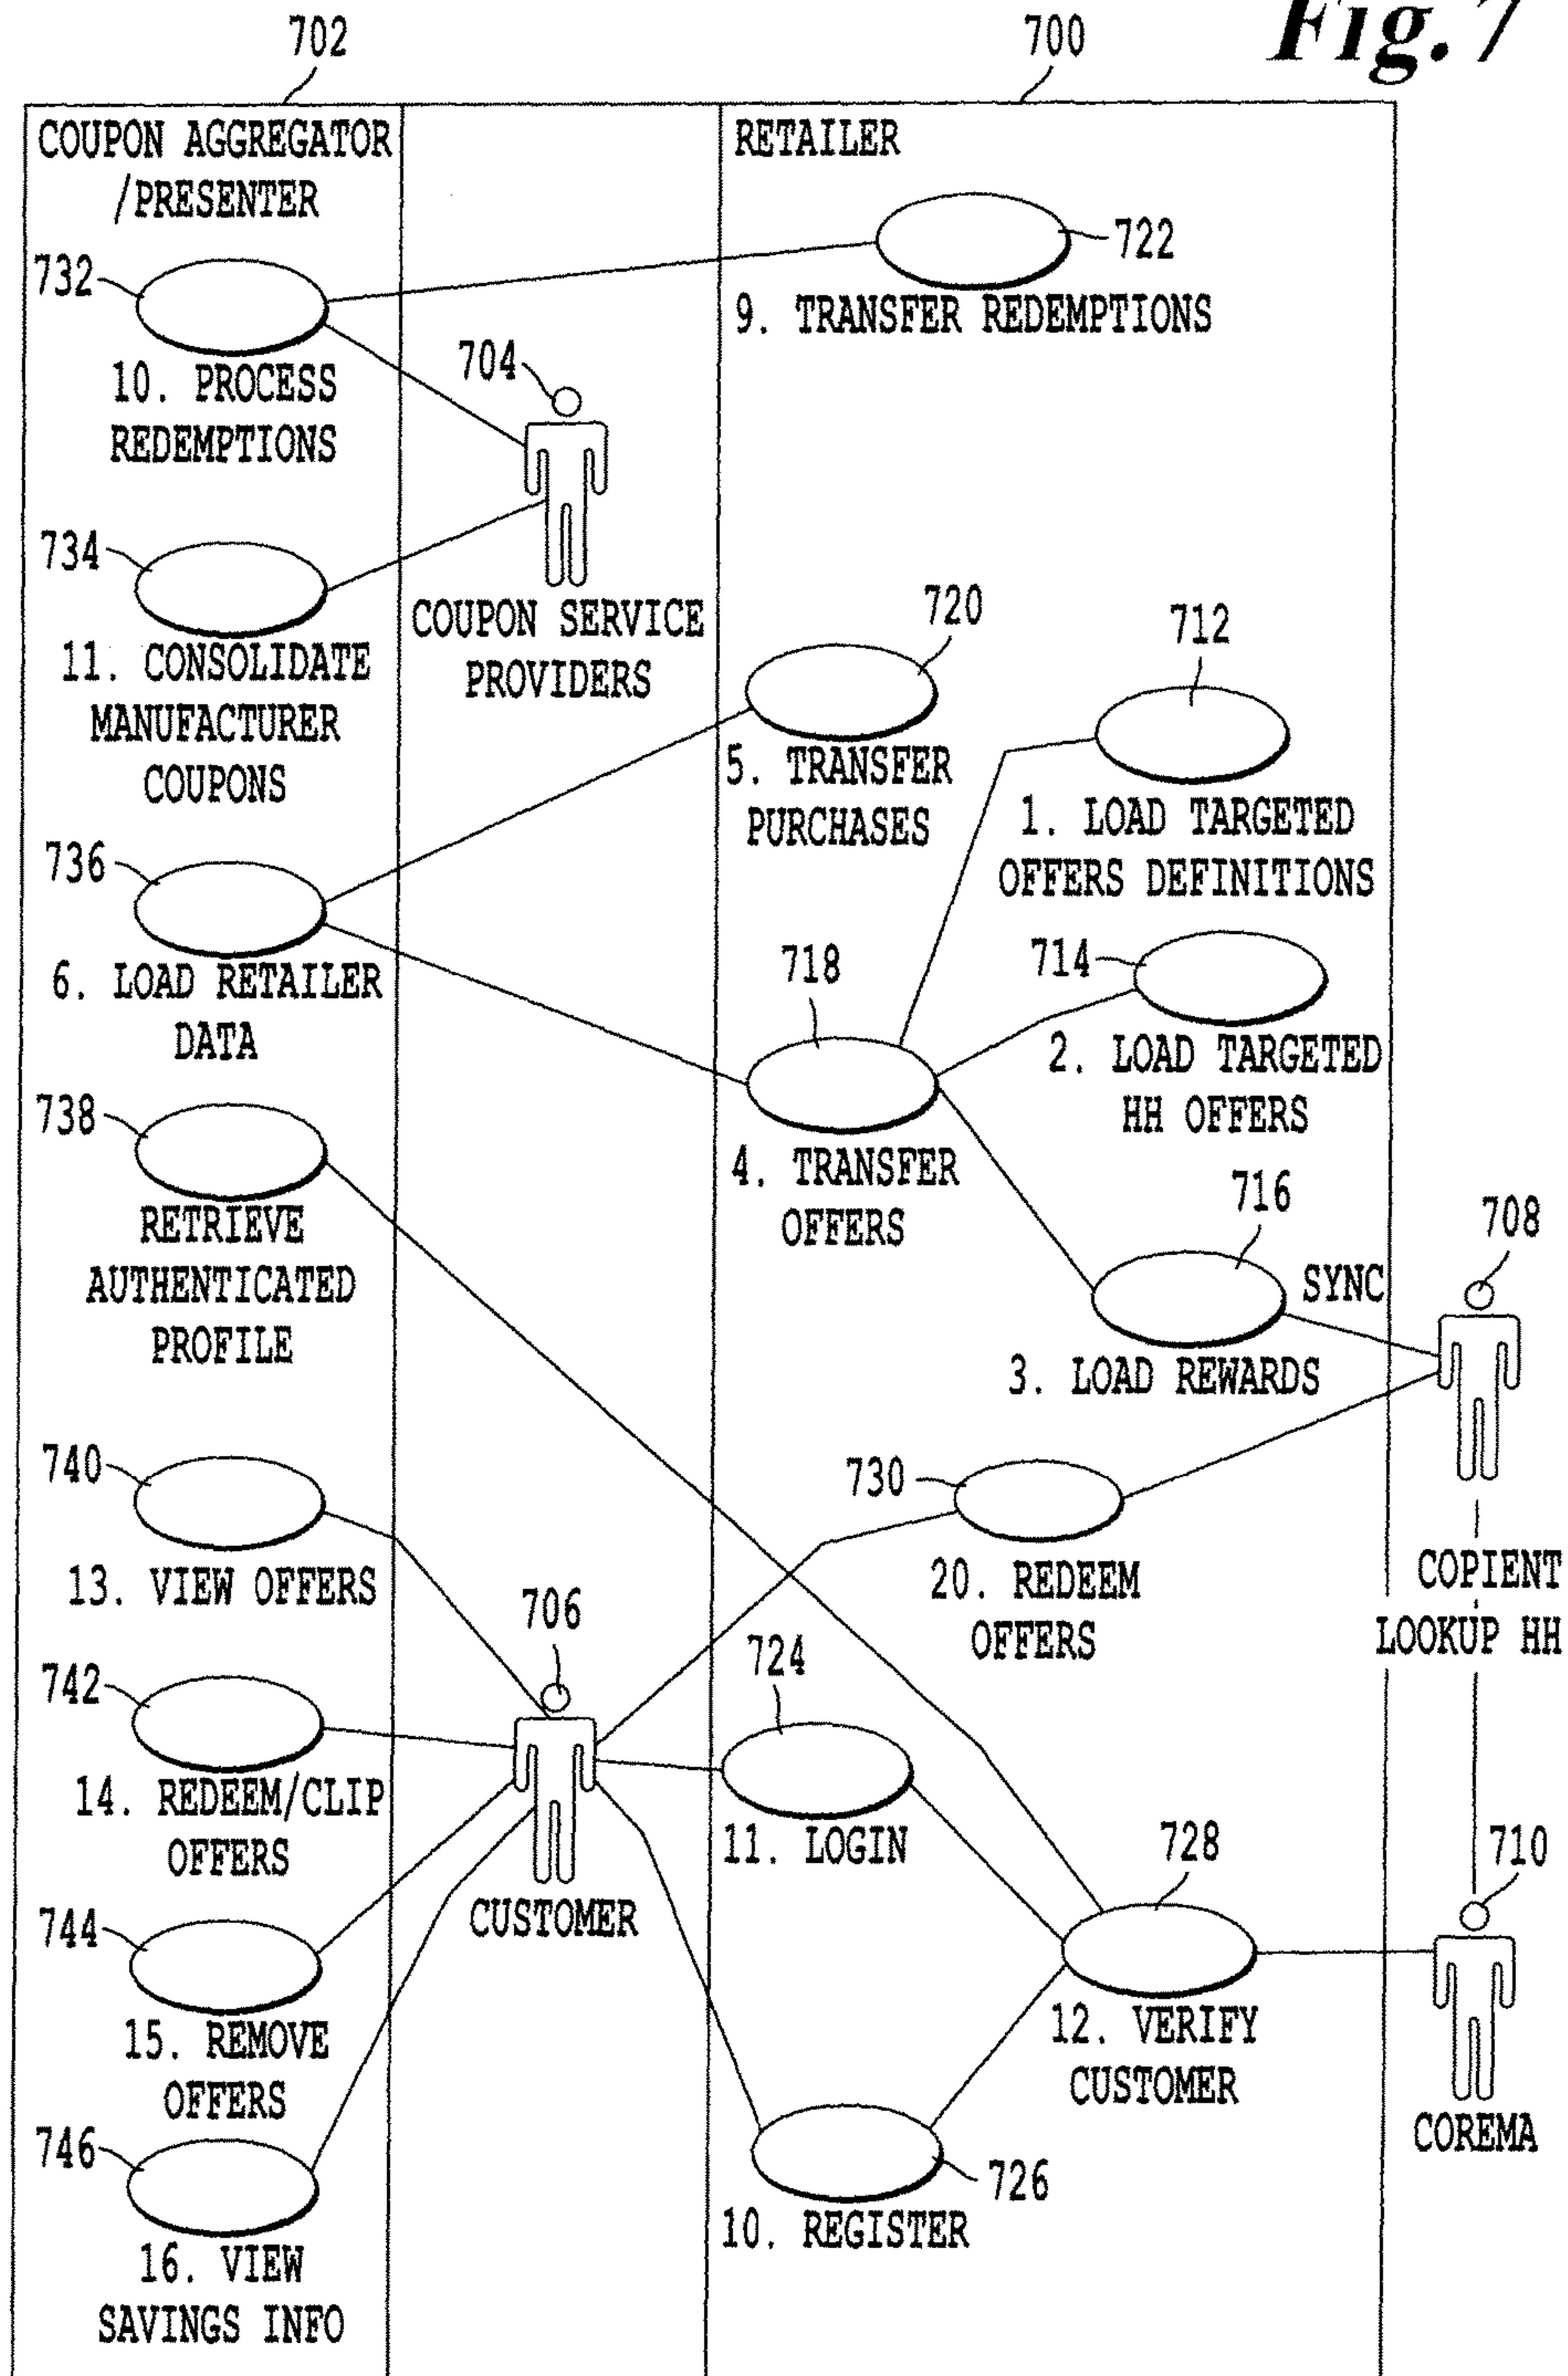 Fig. 7
702
700
COUPON AGGREGATOR
/PRESENTER
RETAILER
732
10. PROCESS
REDEMPTIONS
722
9. TRANSFER REDEMPTIONS
704
COUPON SERVICE
PROVIDERS
734
11. CONSOLIDATE
MANUFACTURER
COUPONS
720
5. TRANSFER
PURCHASES
712
1. LOAD TARGETED
OFFERS DEFINITIONS
736
6. LOAD RETAILER
DATA
718
4. TRANSFER
OFFERS
714
2. LOAD TARGETED
HH OFFERS
738
RETRIEVE
AUTHENTICATED
PROFILE
716
SYNC
3. LOAD REWARDS
708
COPIENT
LOOKUP HH
740
13. VIEW OFFERS
730
20. REDEEM
OFFERS
706
CUSTOMER
742
14. REDEEM/CLIP
OFFERS
724
11. LOGIN
728
12. VERIFY
CUSTOMER
710
COREMA
744
15. REMOVE
OFFERS
726
10. REGISTER
746
16. VIEW
SAVINGS INFO